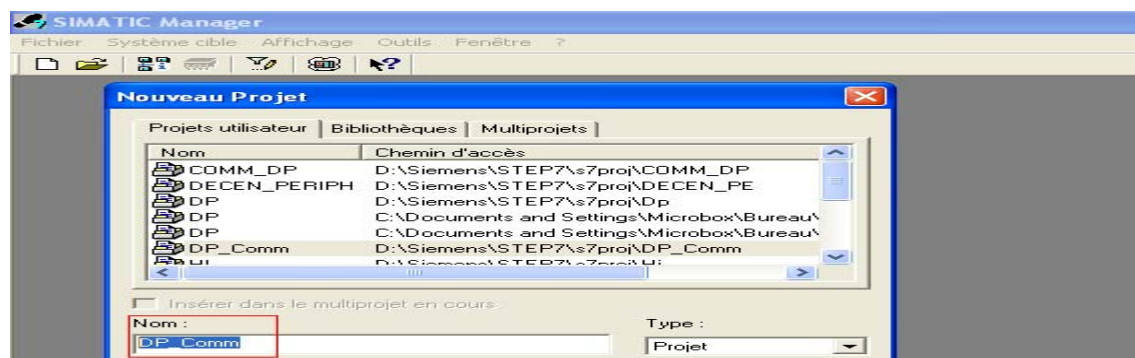 SIMATIC Manager
Fichier Système cible Affichage Outils Fenêtre ?
Nouveau Projet
Projets utilisateur Bibliothèques Multiprojets
Nom Chemin d'accès
COMM_DP D:\Siemens\STEP7\s7proj\COMM_DP
DECEN_PERIPH D:\Siemens\STEP7\s7proj\DECEN_PE
DP D:\Siemens\STEP7\s7proj\Dp
DP C:\Documents and Settings\Microbox\Bureau\
DP C:\Documents and Settings\Microbox\Bureau\
DP_Comm D:\Siemens\STEP7\s7proj\DP_Comm
D:\Siemens\STEP7\s7proj\
Insérer dans le multiprojet en cours
Nom : Type :
DP_Comm Projet